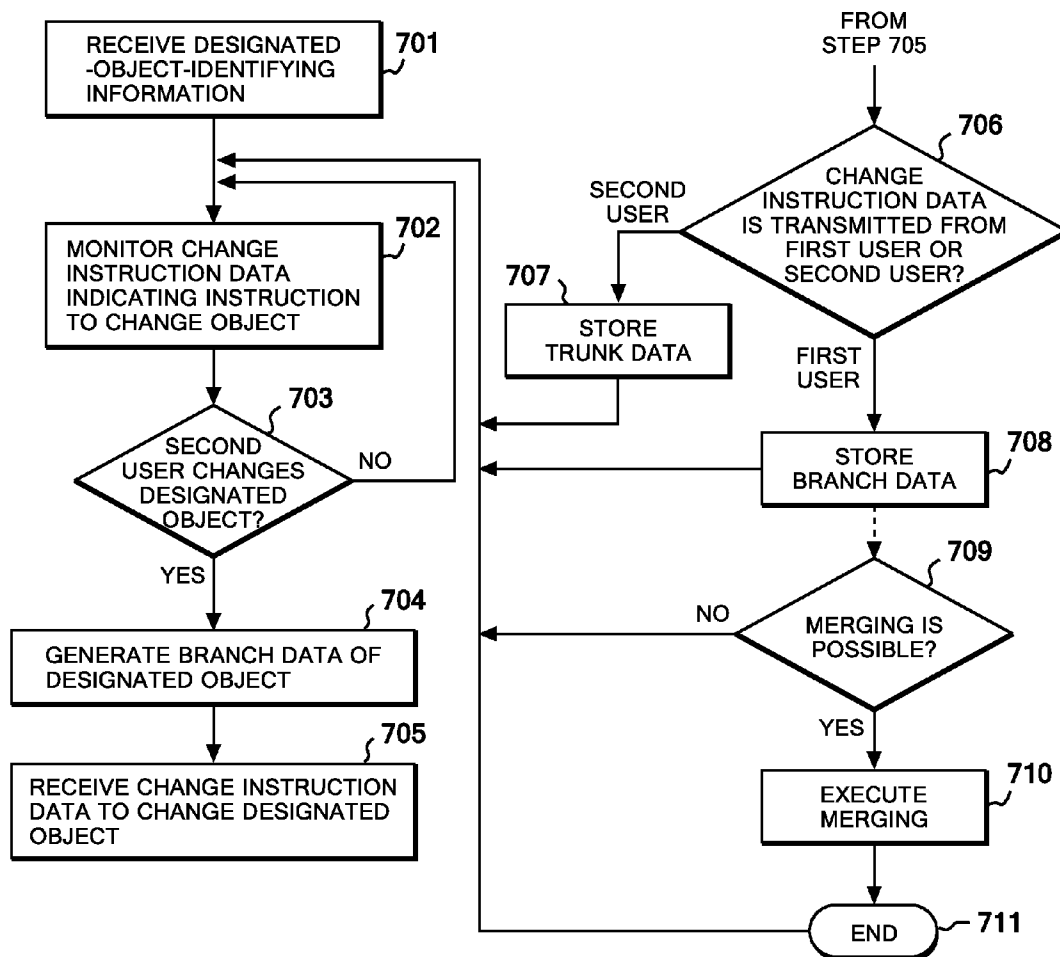 RECEIVE DESIGNATED
-OBJECT-IDENTIFYING
INFORMATION
701
MONITOR CHANGE
INSTRUCTION DATA
INDICATING INSTRUCTION
TO CHANGE OBJECT
702
703
SECOND
USER CHANGES
DESIGNATED
OBJECT?
NO
YES
704
GENERATE BRANCH DATA OF
DESIGNATED OBJECT
705
RECEIVE CHANGE INSTRUCTION
DATA TO CHANGE DESIGNATED
OBJECT
FROM
STEP 705
706
CHANGE
INSTRUCTION DATA
IS TRANSMITTED FROM
FIRST USER OR
SECOND USER?
SECOND
USER
707
STORE
TRUNK DATA
FIRST
USER
STORE
BRANCH DATA
708
709
MERGING IS
POSSIBLE?
NO
YES
EXECUTE
MERGING
710
END
711